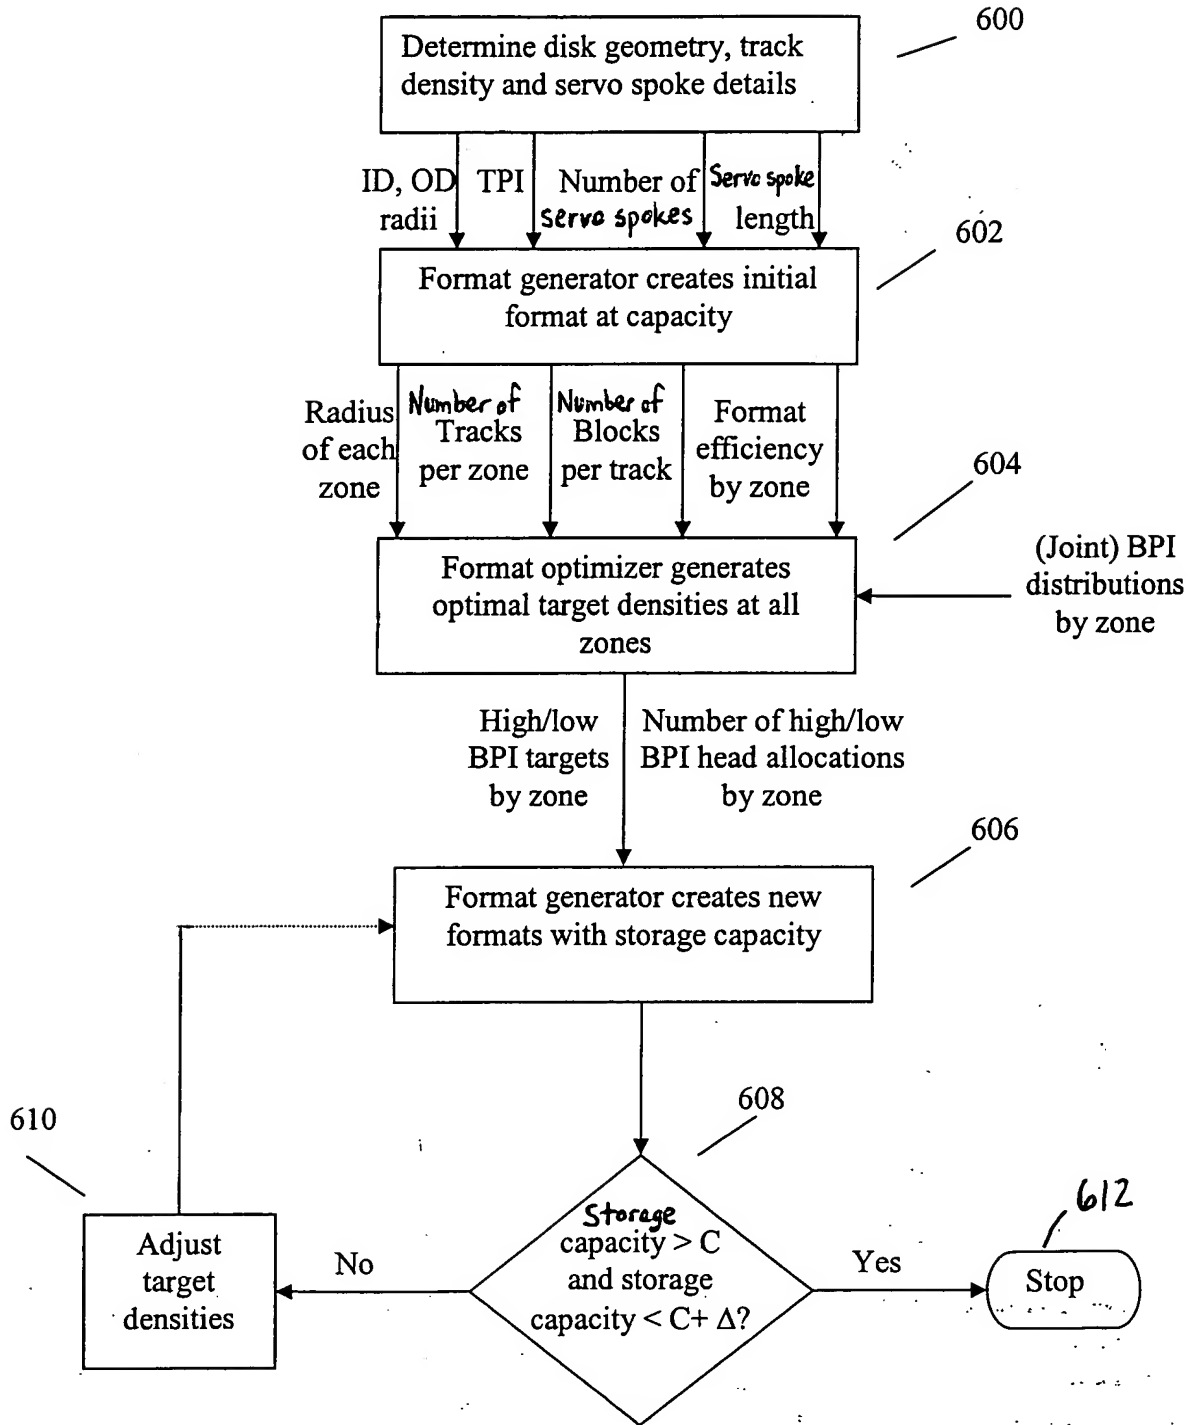 600
Determine disk geometry, track
density and servo spoke details
ID, OD
radii
TPI
Number of
servo spokes
Servo spoke
length
602
Format generator creates initial
format at capacity
Radius
of each
zone
Number of
Tracks
per zone
Number of
Blocks
per track
Format
efficiency
by zone
604
Format optimizer generates
optimal target densities at all
zones
(Joint) BPI
distributions
by zone
High/low
BPI targets
by zone
Number of high/low
BPI head allocations
by zone
606
Format generator creates new
formats with storage capacity
608
Storage
capacity > C
and storage
capacity < C+ Δ?
No
Yes
610
Adjust
target
densities
612
Stop